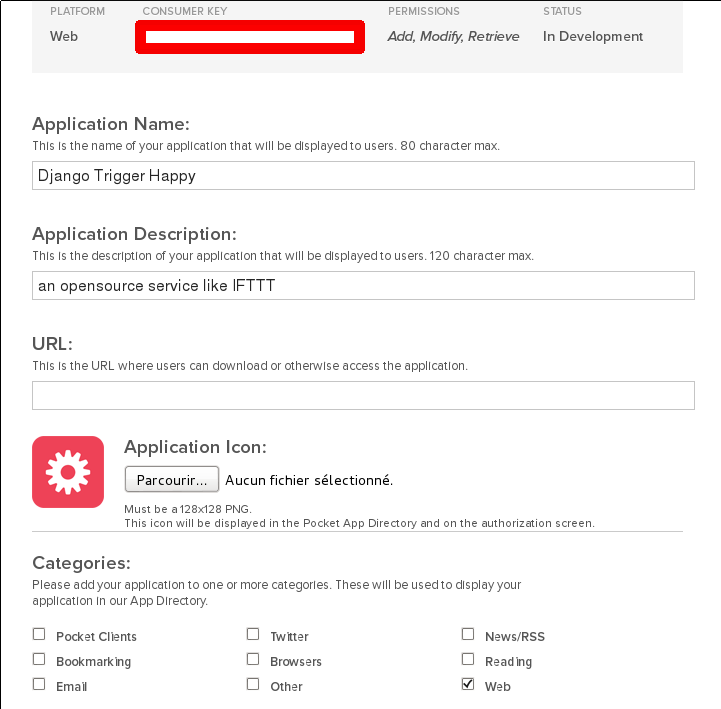 PLATFORM CONSUMER KEY PERMISSIONS STATUS
Web Add, Modify, Retrieve In Development
Application Name:
This is the name of your application that will be displayed to users. 80 character max.
Django Trigger Happy
Application Description:
This is the description of your application that will be displayed to users. 120 character max.
an opensource service like IFTTT
URL:
This is the URL where users can download or otherwise access the application.
Application Icon:
Parcourir... Aucun fichier sélectionné.
Must be a 128x128 PNG.
This icon will be displayed in the Pocket App Directory and on the authorization screen.
Categories:
Please add your application to one or more categories. These will be used to display your
application in our App Directory.
Pocket Clients Twitter News/RSS
Bookmarking Browsers Reading
Email Other Web